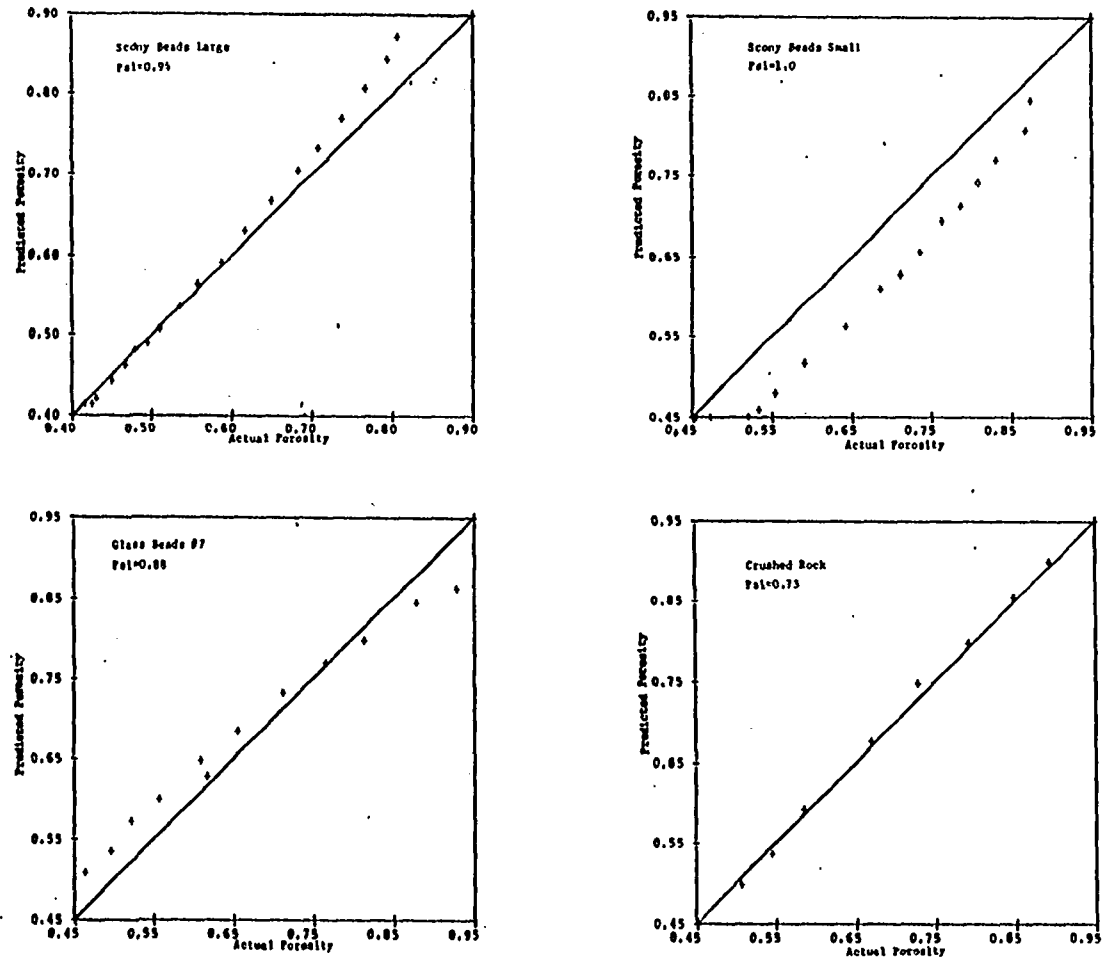 0.90
Scony Beads Large
Psi=0.94
0.80
0.70
Predicted Porosity
0.60
0.50
0.40
0.40 0.50 0.60 0.70 0.80 0.90
Actual Porosity
0.95
Scony Beads Small
Psi=1.0
0.85
0.75
Predicted Porosity
0.65
0.55
0.45
0.45 0.55 0.65 0.75 0.85 0.95
Actual Porosity
0.95
Glass Beads #7
Psi=0.88
0.85
0.75
Predicted Porosity
0.65
0.55
0.45
0.45 0.55 0.65 0.75 0.85 0.95
Actual Porosity
0.95
Crushed Rock
Psi=0.73
0.85
0.75
Predicted Porosity
0.65
0.55
0.45
0.45 0.55 0.65 0.75 0.85 0.95
Actual Porosity